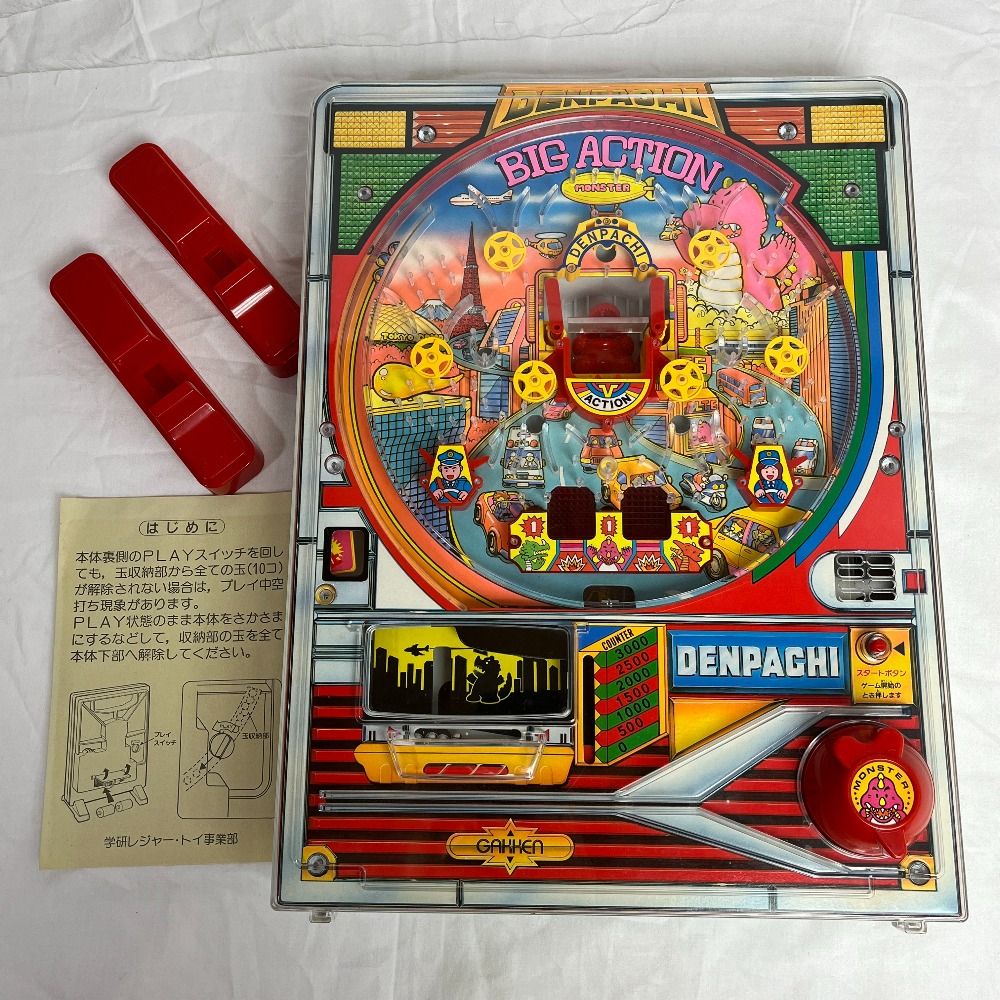 DENPACHI
BIG ACTION
MONSTER
DENPACHI
TOKYO
ACTION
1
1
1
COUNTER
3000
2500
2000
1500
1000
500
0
DENPACHI
スタートボタン
ゲーム開始の
とき押します
MONSTER
GAKKEN
はじめに
本体裏側のPLAYスイッチを回し
ても，玉収納部から全ての玉(10コ)
が解除されない場合は，プレイ中空
打ち現象があります。
PLAY状態のまま本体をさかさま
にするなどして，収納部の玉を全て
本体下部へ解除してください。
プレイ
スイッチ
玉収納部
学研レジャー・トイ事業部